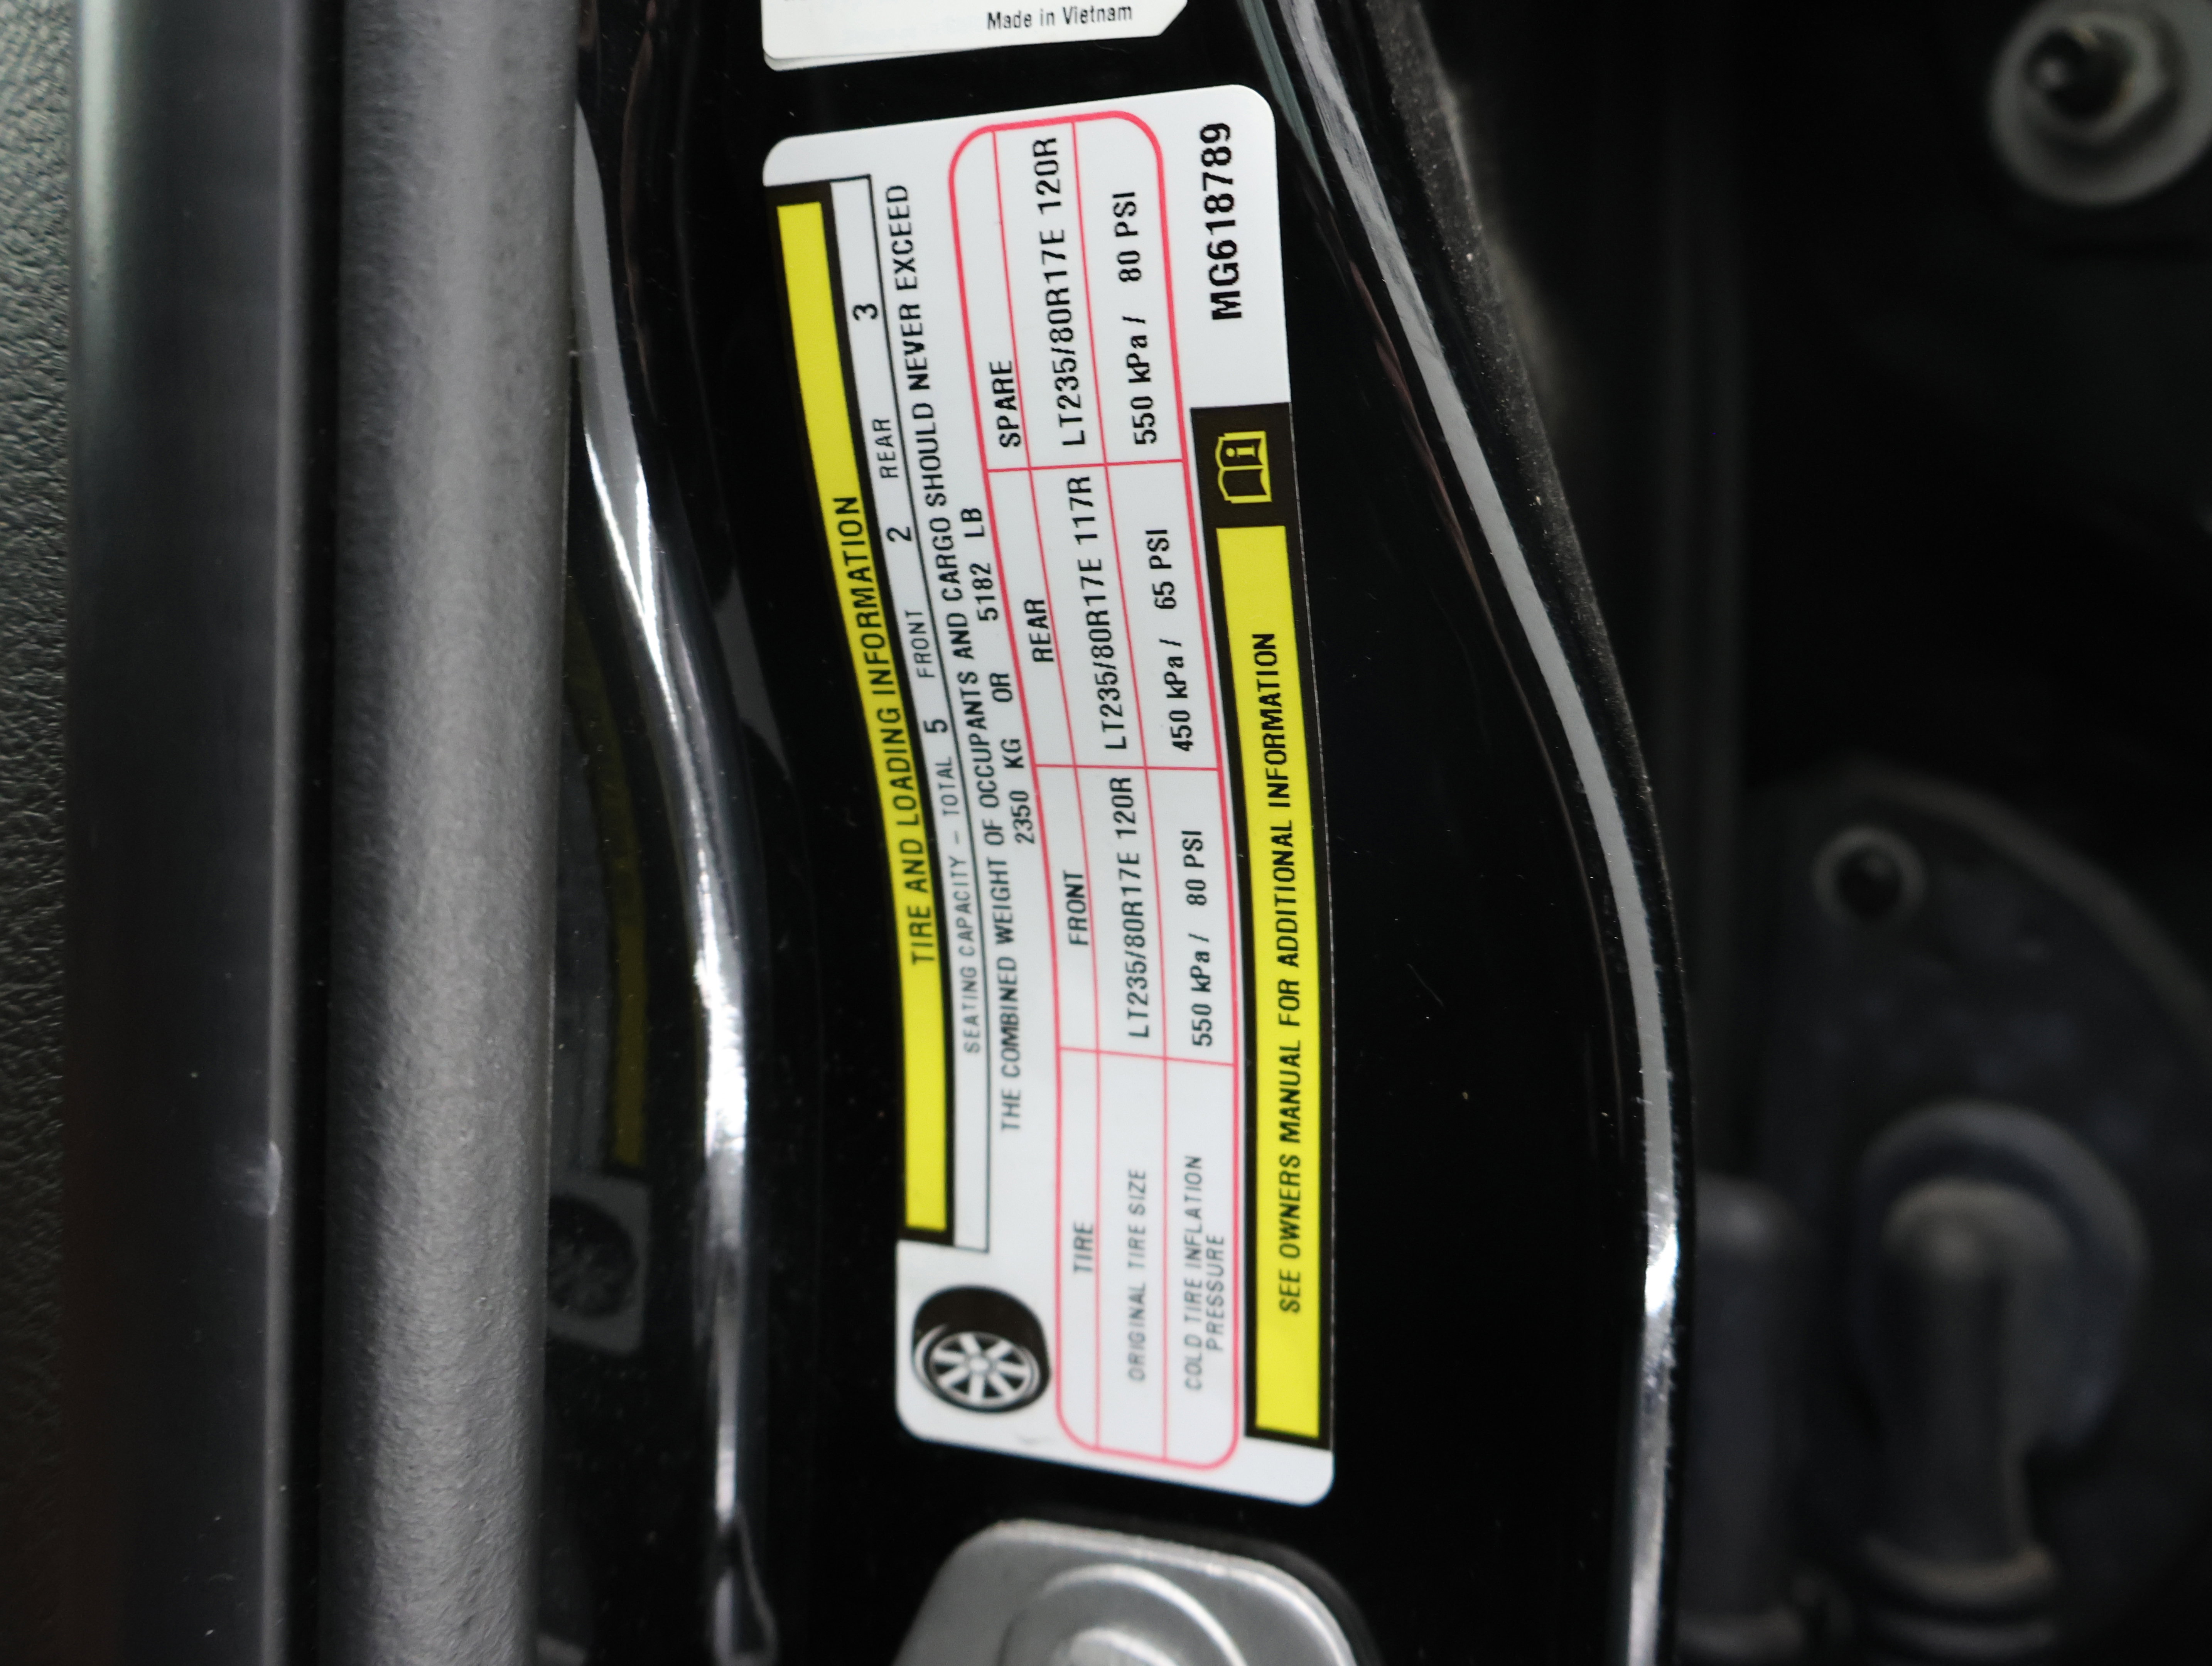 Made in Vietnam
TIRE AND LOADING INFORMATION
SEATING CAPACITY – TOTAL 5 FRONT 2 REAR 3
THE COMBINED WEIGHT OF OCCUPANTS AND CARGO SHOULD NEVER EXCEED
2350 KG OR 5182 LB
TIRE FRONT REAR SPARE
ORIGINAL TIRE SIZE LT235/80R17E 120R LT235/80R17E 117R LT235/80R17E 120R
COLD TIRE INFLATION
PRESSURE 550 kPa / 80 PSI 450 kPa / 65 PSI 550 kPa / 80 PSI
SEE OWNERS MANUAL FOR ADDITIONAL INFORMATION
MG618789